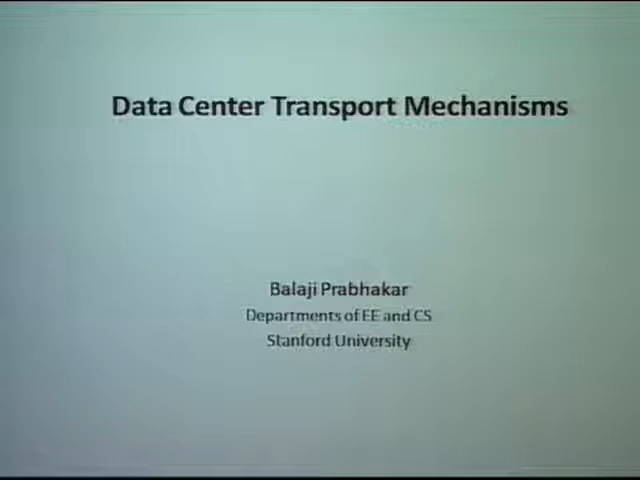 Data Center Transport Mechanisms
Balaji Prabhakar
Departments of EE and CS
Stanford University